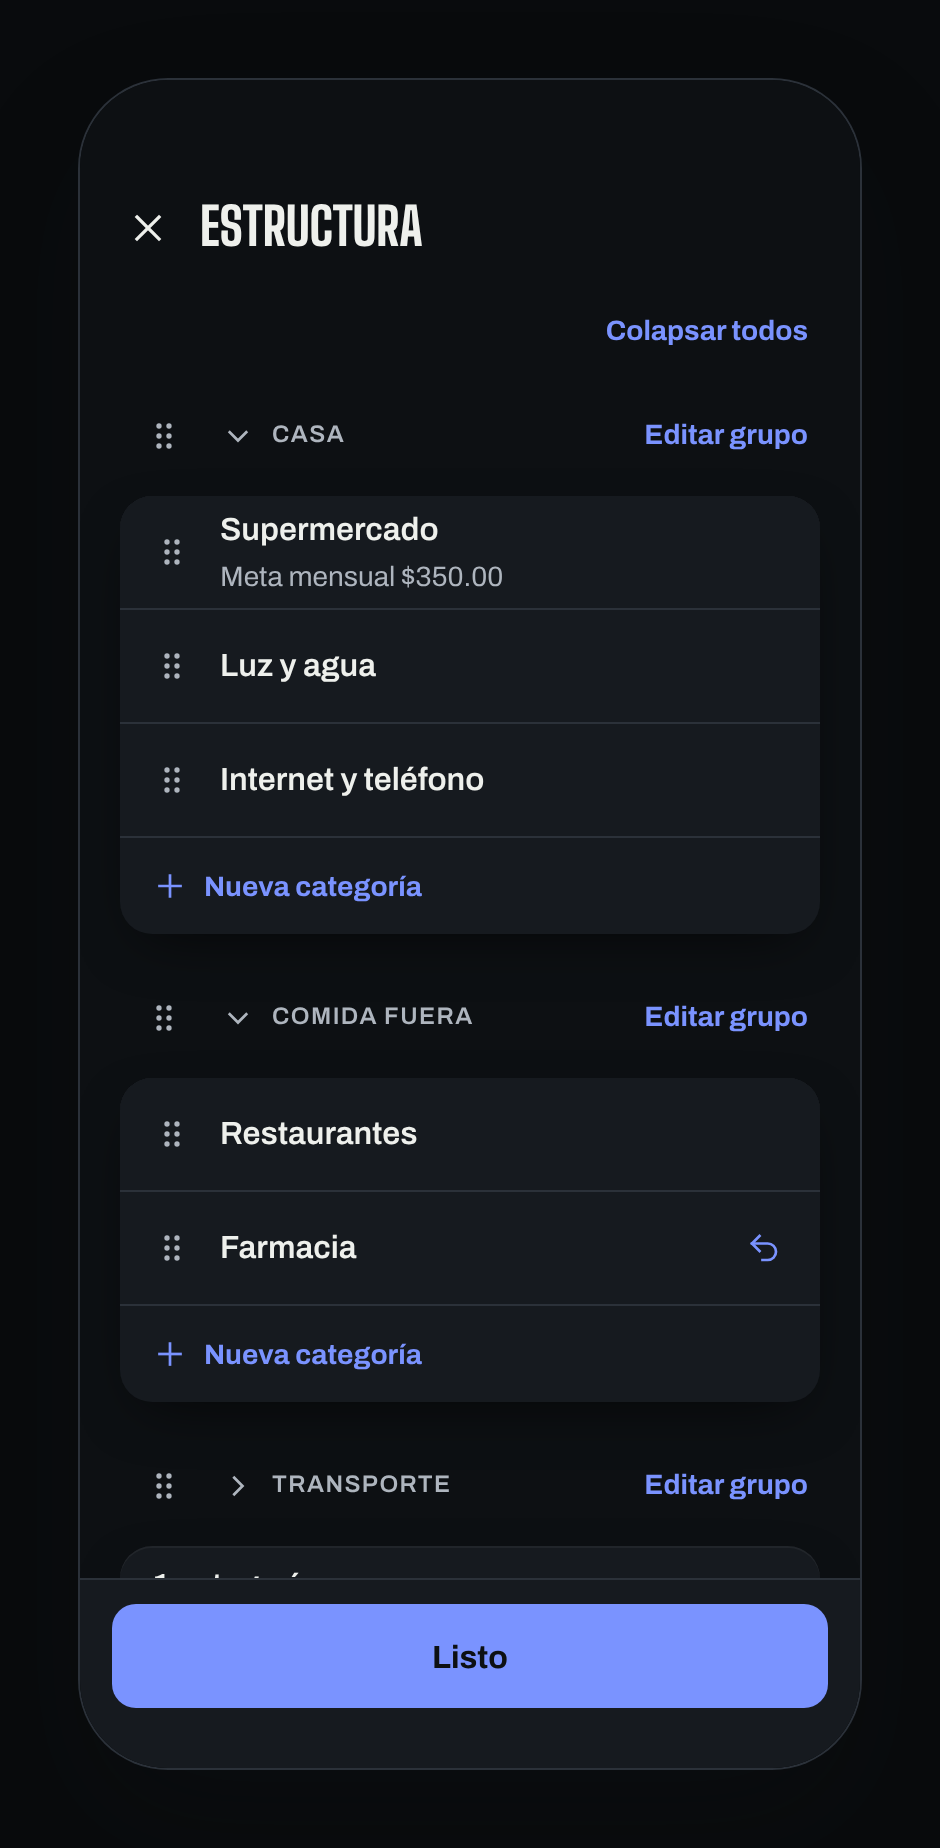 ESTRUCTURA
Colapsar todos
CASA
Editar grupo
Supermercado
Meta mensual $350.00
Luz y agua
Internet y teléfono
Nueva categoría
COMIDA FUERA
Editar grupo
Restaurantes
Farmacia
Nueva categoría
TRANSPORTE
Editar grupo
Listo